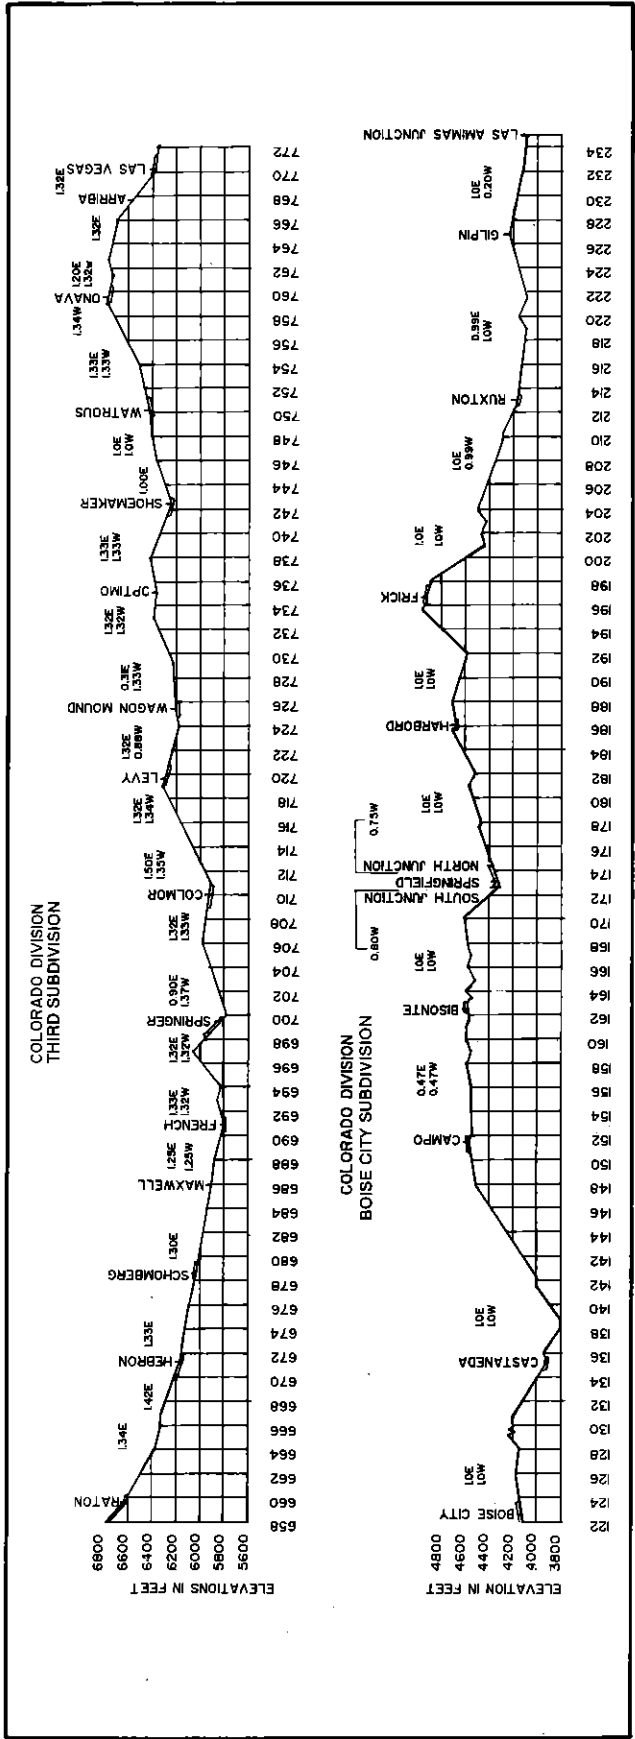 COLORADO DIVISION
THIRD SUBDIVISION
ELEVATIONS IN FEET
6800
6600
6400
6200
6000
5800
5600
RATON
HEBRON
SCHOMBERG
MAXWELL
FRENCH
SPRINGER
COLMOR
LEVY
WAGON MOUND
OPTIMO
SHOEMAKER
WATROUS
ONAVA
ARRIBA
LAS VEGAS
1.34E
1.42E
1.33E
1.30E
1.25E
1.25W
1.33E
1.32W
1.32E
1.32W
0.90E
1.37W
1.32E
1.33W
1.50E
1.35W
1.32E
1.34W
1.32E
0.88W
0.31E
1.33W
1.32E
1.32W
1.33E
1.33W
1.00E
1.0E
1.0W
1.33E
1.33W
1.34W
1.20E
1.32W
1.32E
1.32E
658 660 662 664 666 668 670 672 674 676 678 680 682 684 686 688 690 692 694 696 698 700 702 704 706 708 710 712 714 716 718 720 722 724 726 728 730 732 734 736 738 740 742 744 746 748 750 752 754 756 758 760 762 764 766 768 770 772
COLORADO DIVISION
BOISE CITY SUBDIVISION
ELEVATION IN FEET
4800
4600
4400
4200
4000
3800
BOISE CITY
CASTANEDA
CAMPO
BISONTE
SOUTH JUNCTION
SPRINGFIELD
NORTH JUNCTION
HARBORD
FRICK
RUXTON
GILPIN
LAS ANIMAS JUNCTION
1.0E
1.0W
1.0E
1.0W
0.47E
0.47W
1.0E
1.0W
0.80W
0.75W
1.0E
1.0W
1.0E
1.0W
1.0E
1.0W
1.0E
0.99W
0.99E
1.0W
1.0E
0.20W
122 124 126 128 130 132 134 136 138 140 142 142 144 146 148 150 152 154 156 158 160 162 164 166 168 170 172 174 176 178 160 182 184 186 188 190 192 194 196 198 200 202 204 206 208 210 212 214 216 218 220 222 224 226 228 230 232 234